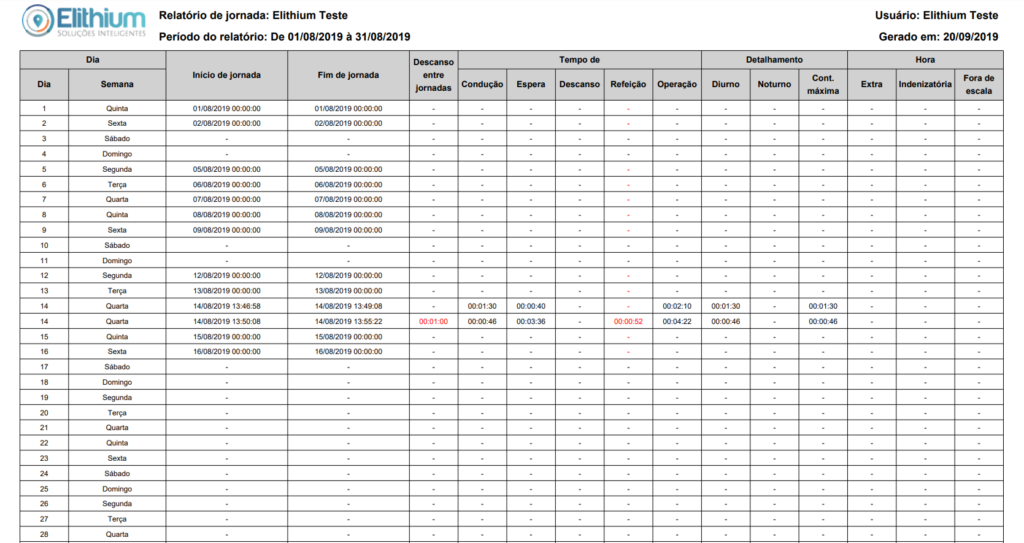 Elithium
SOLUÇÕES INTELIGENTES
Relatório de jornada: Elithium Teste
Período do relatório: De 01/08/2019 à 31/08/2019
Usuário: Elithium Teste
Gerado em: 20/09/2019
Dia Início de jornada Fim de jornada Descanso entre jornadas Tempo de Detalhamento Hora
Dia Semana Condução Espera Descanso Refeição Operação Diurno Noturno Cont. máxima Extra Indenizatória Fora de escala
1 Quinta 01/08/2019 00:00:00 01/08/2019 00:00:00 - - - - - - - - - - - -
2 Sexta 02/08/2019 00:00:00 02/08/2019 00:00:00 - - - - - - - - - - - -
3 Sábado - - - - - - - - - - - - - -
4 Domingo - - - - - - - - - - - - - -
5 Segunda 05/08/2019 00:00:00 05/08/2019 00:00:00 - - - - - - - - - - - -
6 Terça 06/08/2019 00:00:00 06/08/2019 00:00:00 - - - - - - - - - - - -
7 Quarta 07/08/2019 00:00:00 07/08/2019 00:00:00 - - - - - - - - - - - -
8 Quinta 08/08/2019 00:00:00 08/08/2019 00:00:00 - - - - - - - - - - - -
9 Sexta 09/08/2019 00:00:00 09/08/2019 00:00:00 - - - - - - - - - - - -
10 Sábado - - - - - - - - - - - - - -
11 Domingo - - - - - - - - - - - - - -
12 Segunda 12/08/2019 00:00:00 12/08/2019 00:00:00 - - - - - - - - - - - -
13 Terça 13/08/2019 00:00:00 13/08/2019 00:00:00 - - - - - - - - - - - -
14 Quarta 14/08/2019 13:46:58 14/08/2019 13:49:08 - 00:01:30 00:00:40 - - 00:02:10 00:01:30 - 00:01:30 - - -
14 Quarta 14/08/2019 13:50:08 14/08/2019 13:55:22 00:01:00 00:00:46 00:03:36 - 00:00:52 00:04:22 00:00:46 - 00:00:46 - - -
15 Quinta 15/08/2019 00:00:00 15/08/2019 00:00:00 - - - - - - - - - - - -
16 Sexta 16/08/2019 00:00:00 16/08/2019 00:00:00 - - - - - - - - - - - -
17 Sábado - - - - - - - - - - - - - -
18 Domingo - - - - - - - - - - - - - -
19 Segunda - - - - - - - - - - - - - -
20 Terça - - - - - - - - - - - - - -
21 Quarta - - - - - - - - - - - - - -
22 Quinta - - - - - - - - - - - - - -
23 Sexta - - - - - - - - - - - - - -
24 Sábado - - - - - - - - - - - - - -
25 Domingo - - - - - - - - - - - - - -
26 Segunda - - - - - - - - - - - - - -
27 Terça - - - - - - - - - - - - - -
28 Quarta - - - - - - - - - - - - - -